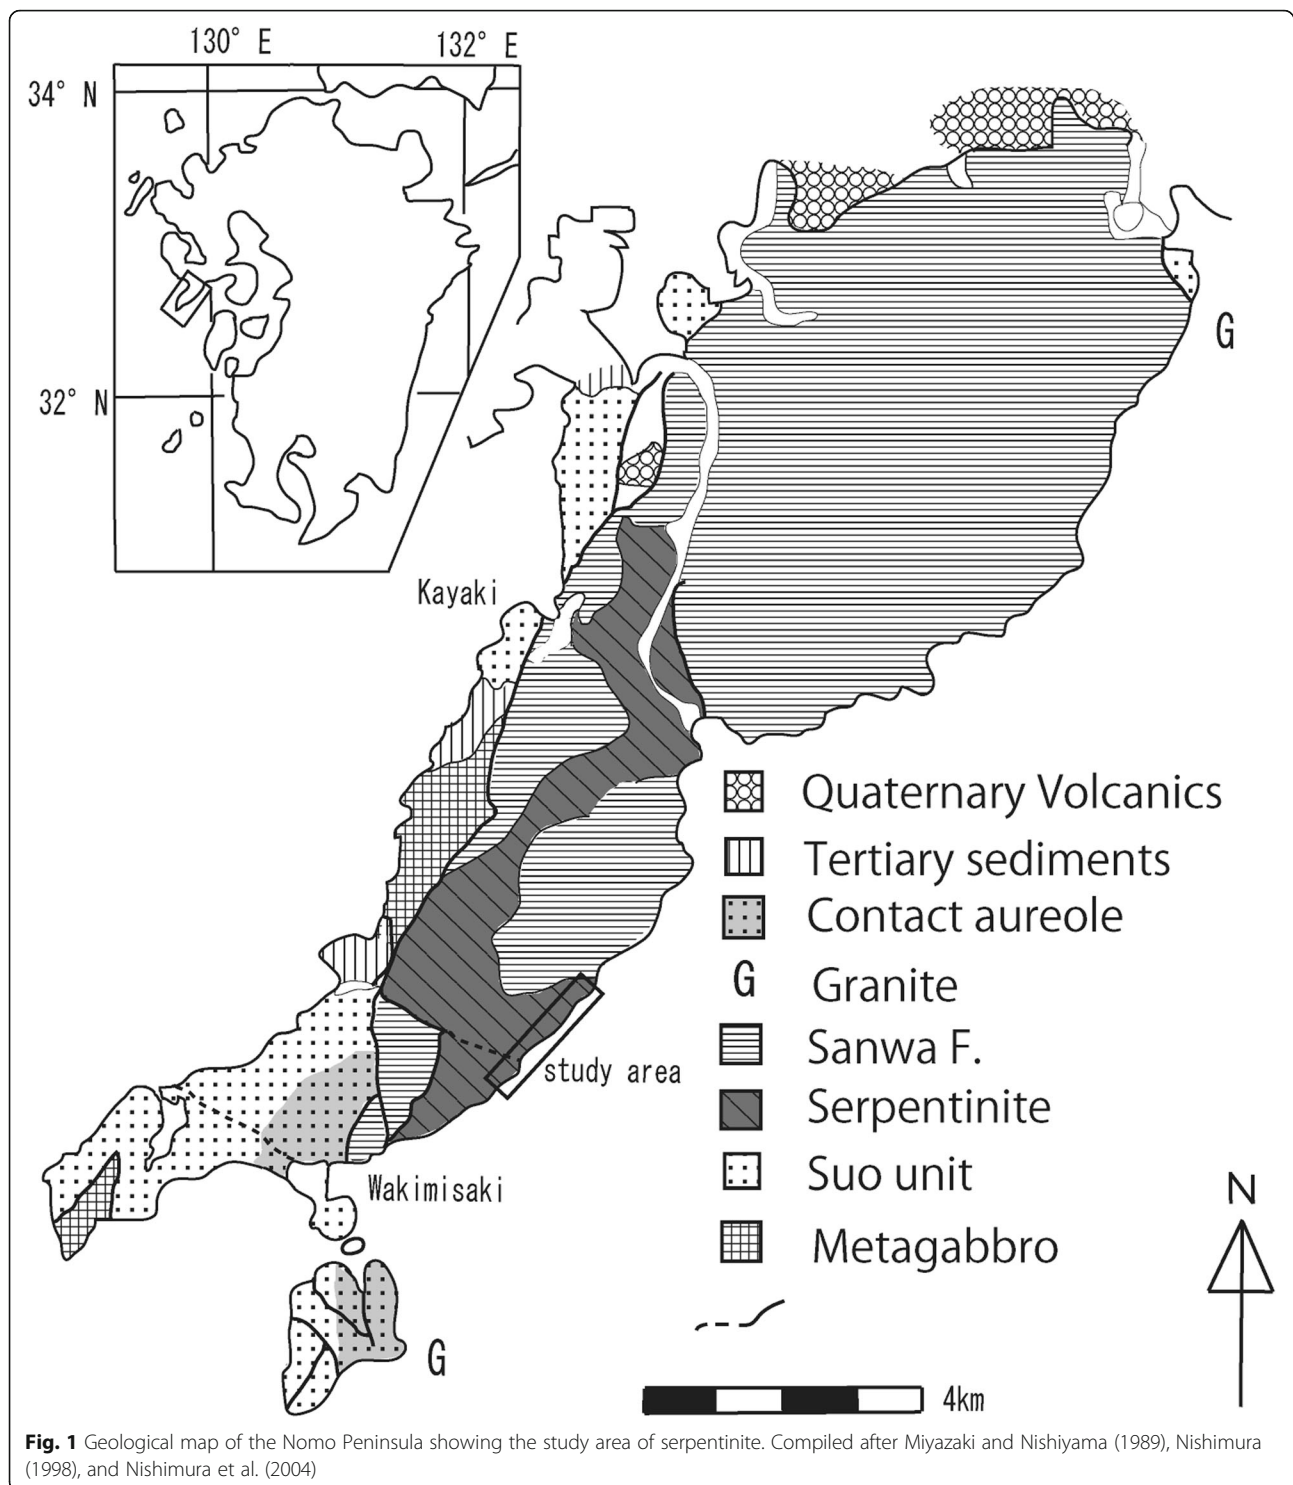 130° E
132° E
34° N
32° N
G
Kayaki
Quaternary Volcanics
Tertiary sediments
Contact aureole
G Granite
Sanwa F.
study area
Serpentinite
Suo unit
Wakimisaki
N
Metagabbro
G
4km
Fig. 1 Geological map of the Nomo Peninsula showing the study area of serpentinite. Compiled after Miyazaki and Nishiyama (1989), Nishimura
(1998), and Nishimura et al. (2004)